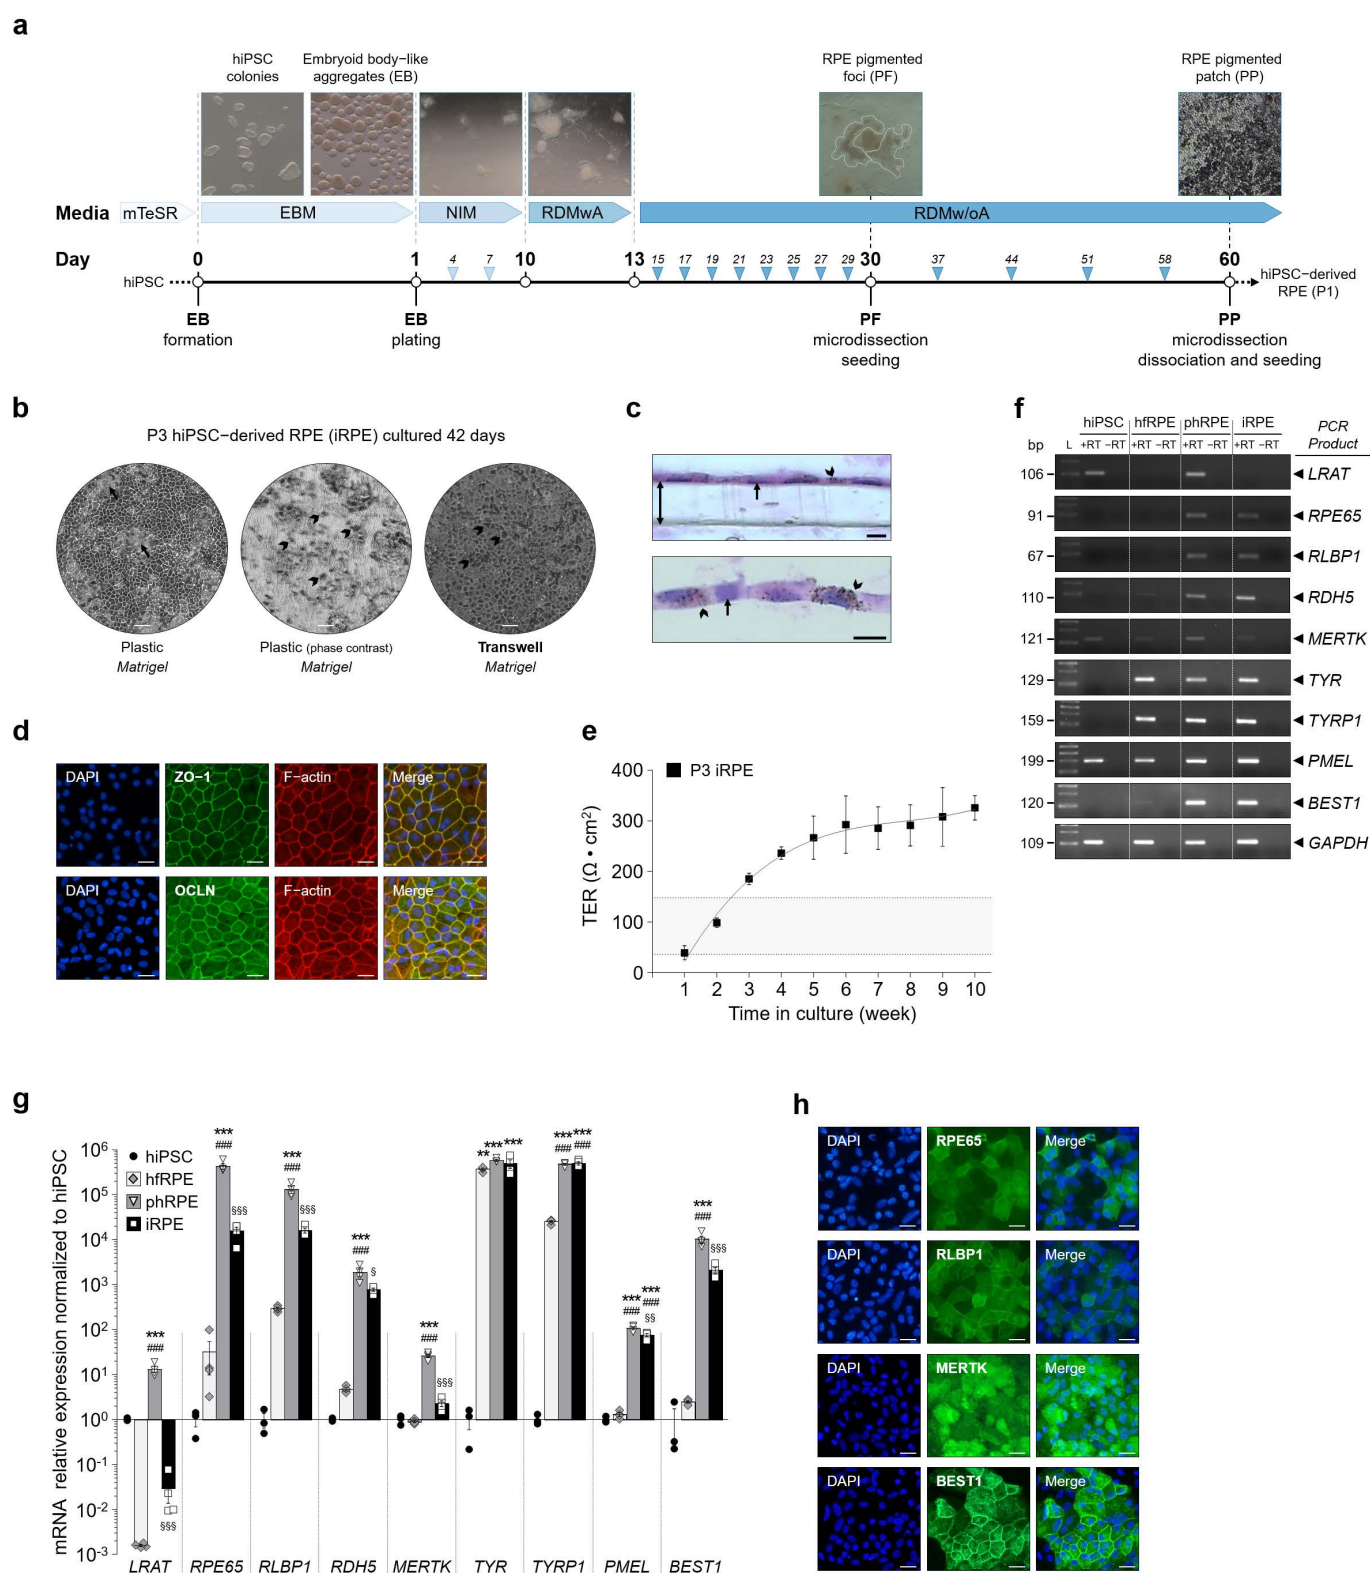 a
hiPSC
colonies
Embryoid body−like
aggregates (EB)
RPE pigmented
foci (PF)
RPE pigmented
patch (PP)
Media
mTeSR
EBM
NIM
RDMwA
RDMw/oA
Day
0
1
4
7
10
13
15
17
19
21
23
25
27
29
30
37
44
51
58
60
hiPSC
hiPSC−derived
RPE (P1)
EB
formation
EB
plating
PF
microdissection
seeding
PP
microdissection
dissociation and seeding
b
P3 hiPSC−derived RPE (iRPE) cultured 42 days
Plastic
Matrigel
Plastic (phase contrast)
Matrigel
Transwell
Matrigel
c
d
DAPI
ZO−1
F−actin
Merge
DAPI
OCLN
F−actin
Merge
e
P3 iRPE
TER (Ω • cm²)
400
300
200
100
0
1 2 3 4 5 6 7 8 9 10
Time in culture (week)
f
hiPSC hfRPE phRPE iRPE
PCR
Product
bp L +RT −RT +RT −RT +RT −RT +RT −RT
106 LRAT
91 RPE65
67 RLBP1
110 RDH5
121 MERTK
129 TYR
159 TYRP1
199 PMEL
120 BEST1
109 GAPDH
g
mRNA relative expression normalized to hiPSC
10⁶
10⁵
10⁴
10³
10²
10¹
10⁰
10⁻¹
10⁻²
10⁻³
hiPSC
hfRPE
phRPE
iRPE
***
###
§§§
***
###
§§§
***
###
§§§
***
###
§
***
###
§§§
**
***
***
***
###
***
###
***
###
***
###
§§
***
###
§§§
LRAT RPE65 RLBP1 RDH5 MERTK TYR TYRP1 PMEL BEST1
h
DAPI
RPE65
Merge
DAPI
RLBP1
Merge
DAPI
MERTK
Merge
DAPI
BEST1
Merge